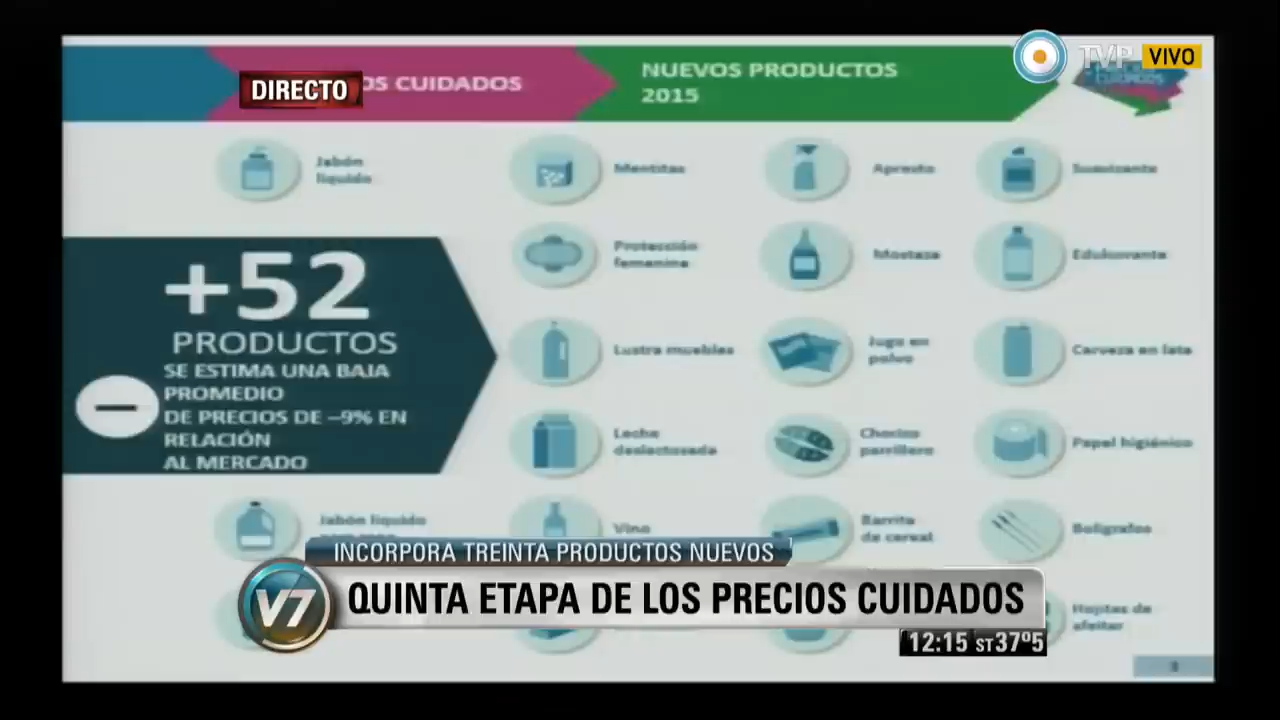 DIRECTO
OS CUIDADOS
NUEVOS PRODUCTOS
2015
TVP VIVO
CUIDADOS
Jabón
líquido
Mentitas
Apresto
Suavizante
+52
PRODUCTOS
SE ESTIMA UNA BAJA
PROMEDIO
DE PRECIOS DE –9% EN
RELACIÓN
AL MERCADO
Protección
femenina
Mostaza
Edulcorante
Lustra muebles
Jugo en
polvo
Cerveza en lata
Leche
deslactosada
Chorizo
parrillero
Papel higiénico
Jabón líquido
Vino
Barrita
de cereal
Bolígrafos
Hojitas de
afeitar
INCORPORA TREINTA PRODUCTOS NUEVOS
V7
QUINTA ETAPA DE LOS PRECIOS CUIDADOS
12:15 ST 37º5
3